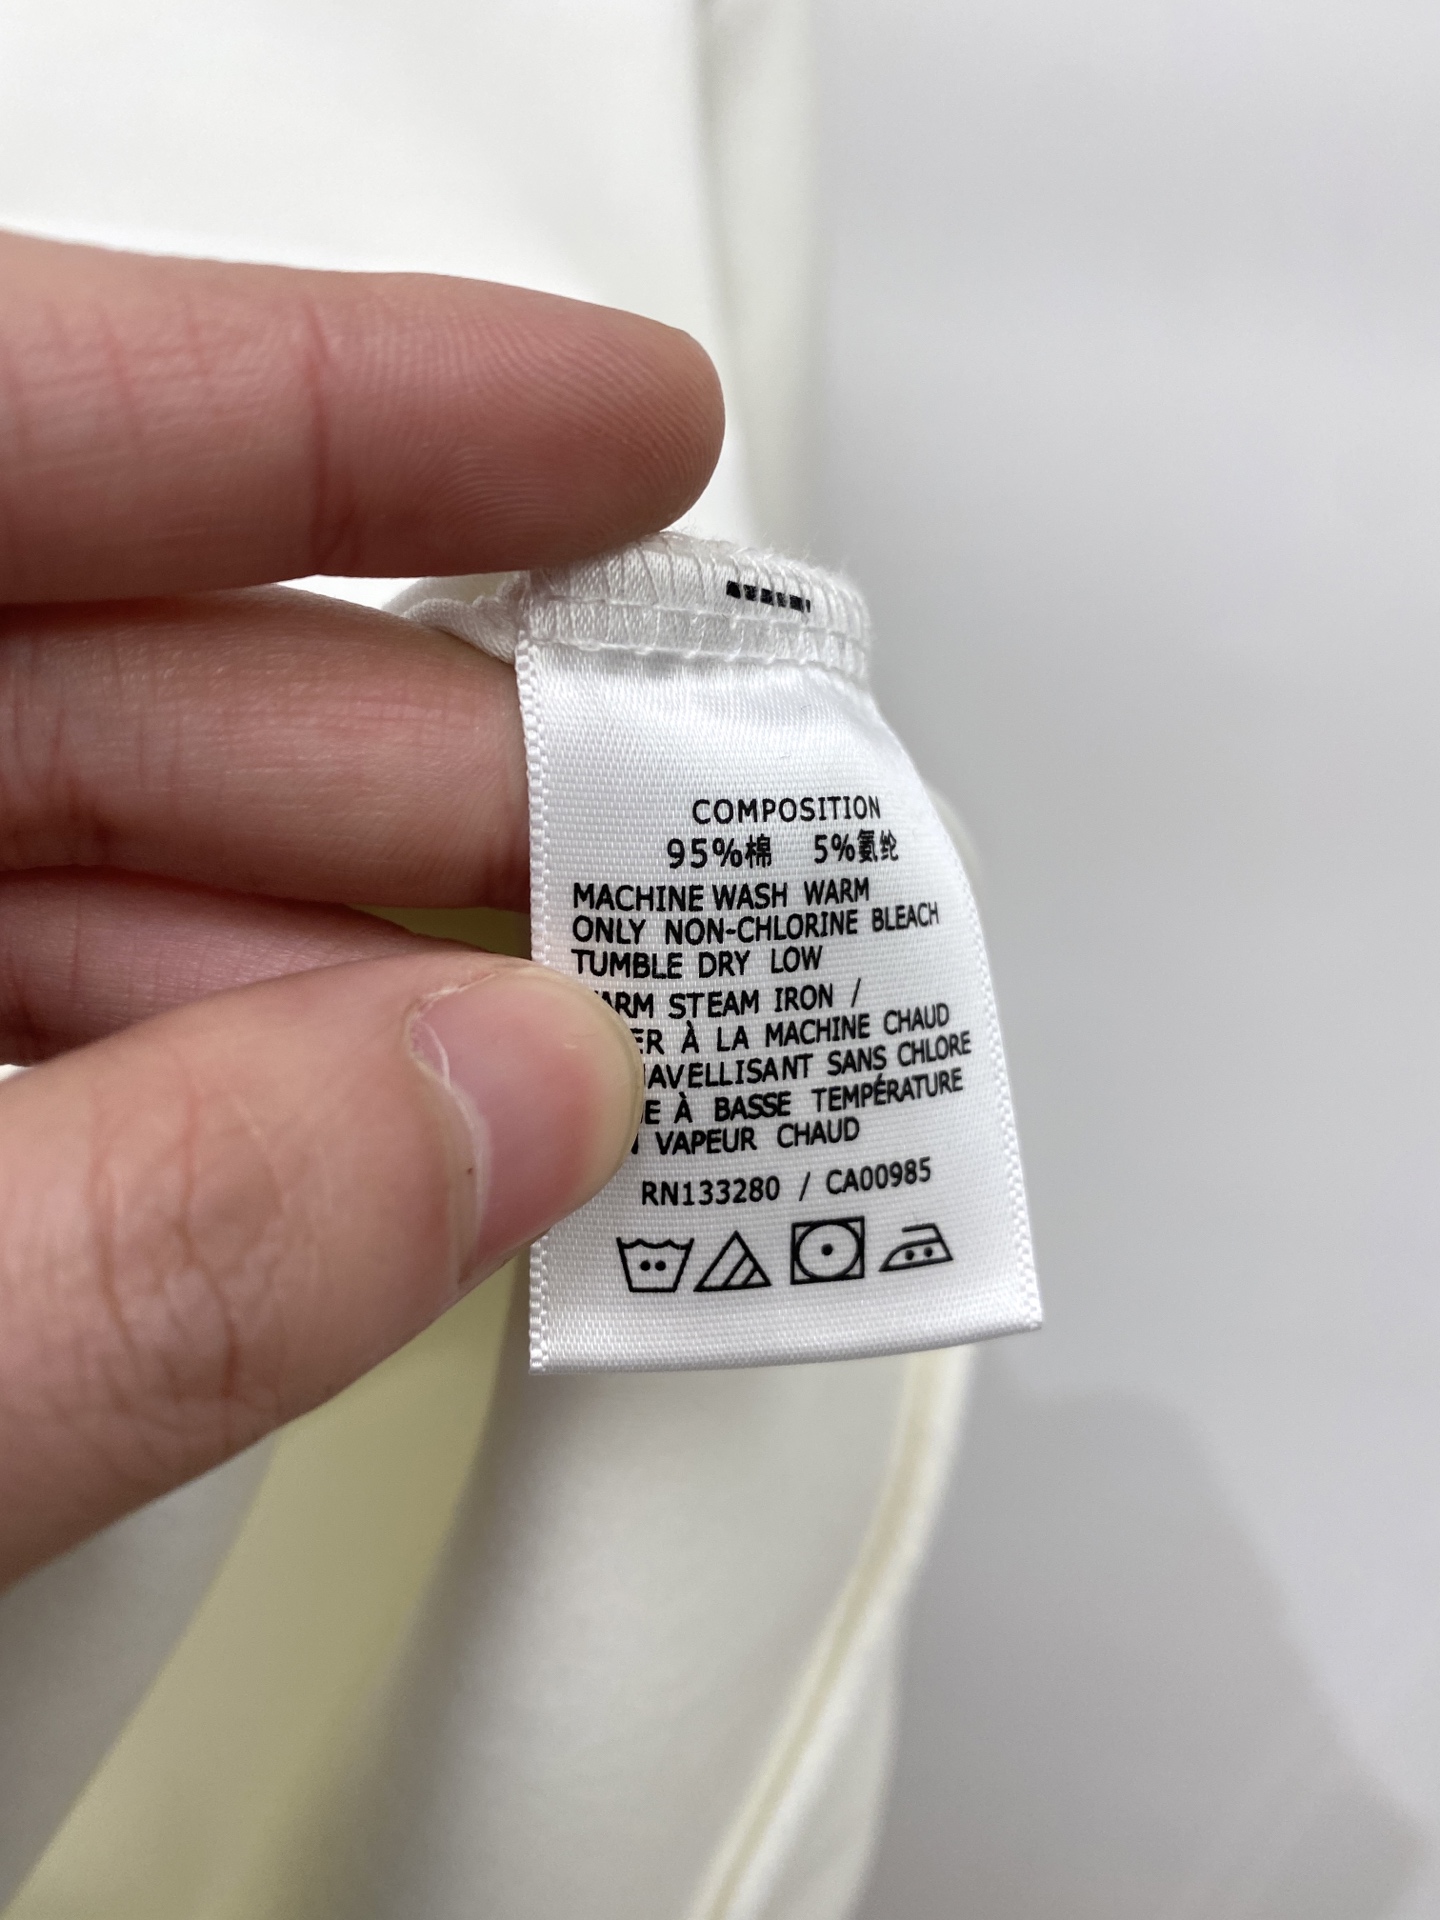 COMPOSITION
95%棉 5%氨纶
MACHINE WASH WARM
ONLY NON-CHLORINE BLEACH
TUMBLE DRY LOW
STEAM IRON /
À LA MACHINE CHAUD
SANS CHLORE
À BASSE TEMPÉRATURE
VAPEUR CHAUD
RN133280 / CA00985